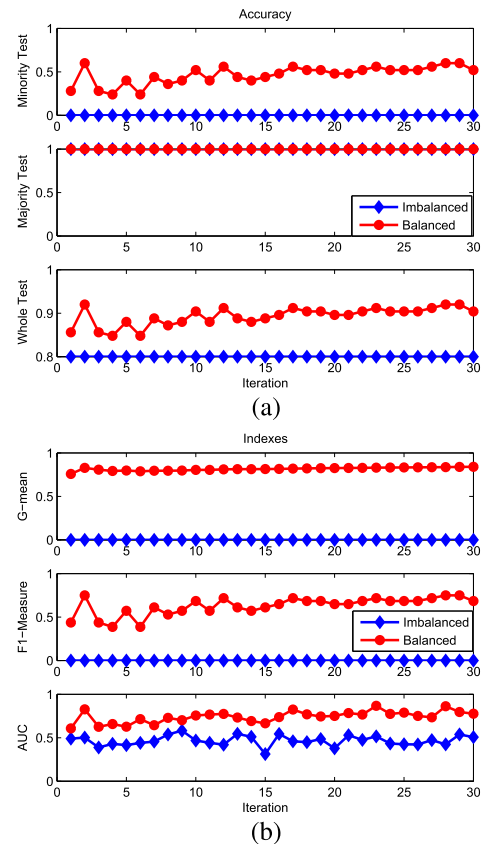 Accuracy
1
0.5
0
Minority Test
0 5 10 15 20 25 30
1
0.5
0
Majority Test
Imbalanced
Balanced
0 5 10 15 20 25 30
1
0.9
0.8
Whole Test
0 5 10 15 20 25 30
Iteration
(a)
Indexes
1
0.5
0
G−mean
0 5 10 15 20 25 30
1
0.5
0
F1−Measure
Imbalanced
Balanced
0 5 10 15 20 25 30
1
0.5
0
AUC
0 5 10 15 20 25 30
Iteration
(b)